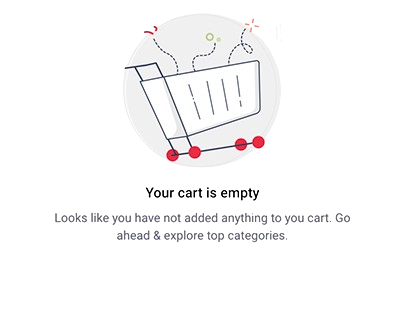 Your cart is empty
Looks like you have not added anything to you cart. Go
ahead & explore top categories.